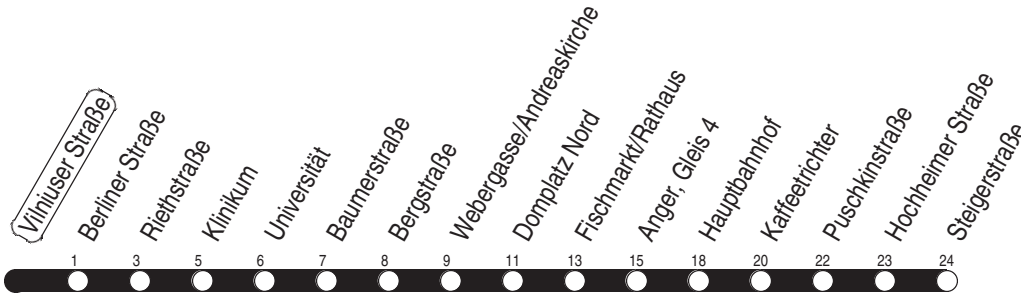 Vilniuser Straße
Berliner Straße
Riethstraße
Klinikum
Universität
Baumerstraße
Bergstraße
Webergasse/Andreaskirche
Domplatz Nord
Fischmarkt/Rathaus
Anger, Gleis 4
Hauptbahnhof
Kaffeetrichter
Puschkinstraße
Hochheimer Straße
Steigerstraße
1 3 5 6 7 8 9 11 13 15 18 20 22 23 24